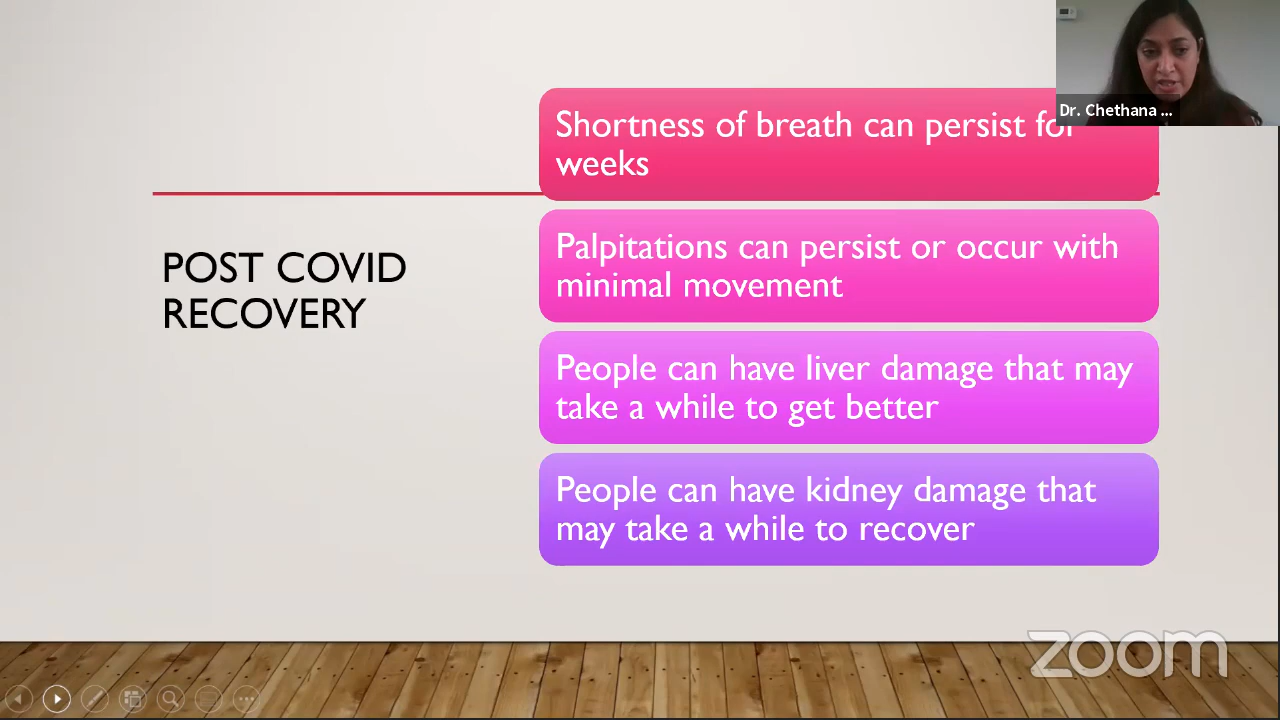 Dr. Chethana ...
Shortness of breath can persist for
weeks
POST COVID
RECOVERY
Palpitations can persist or occur with
minimal movement
People can have liver damage that may
take a while to get better
People can have kidney damage that
may take a while to recover
zoom